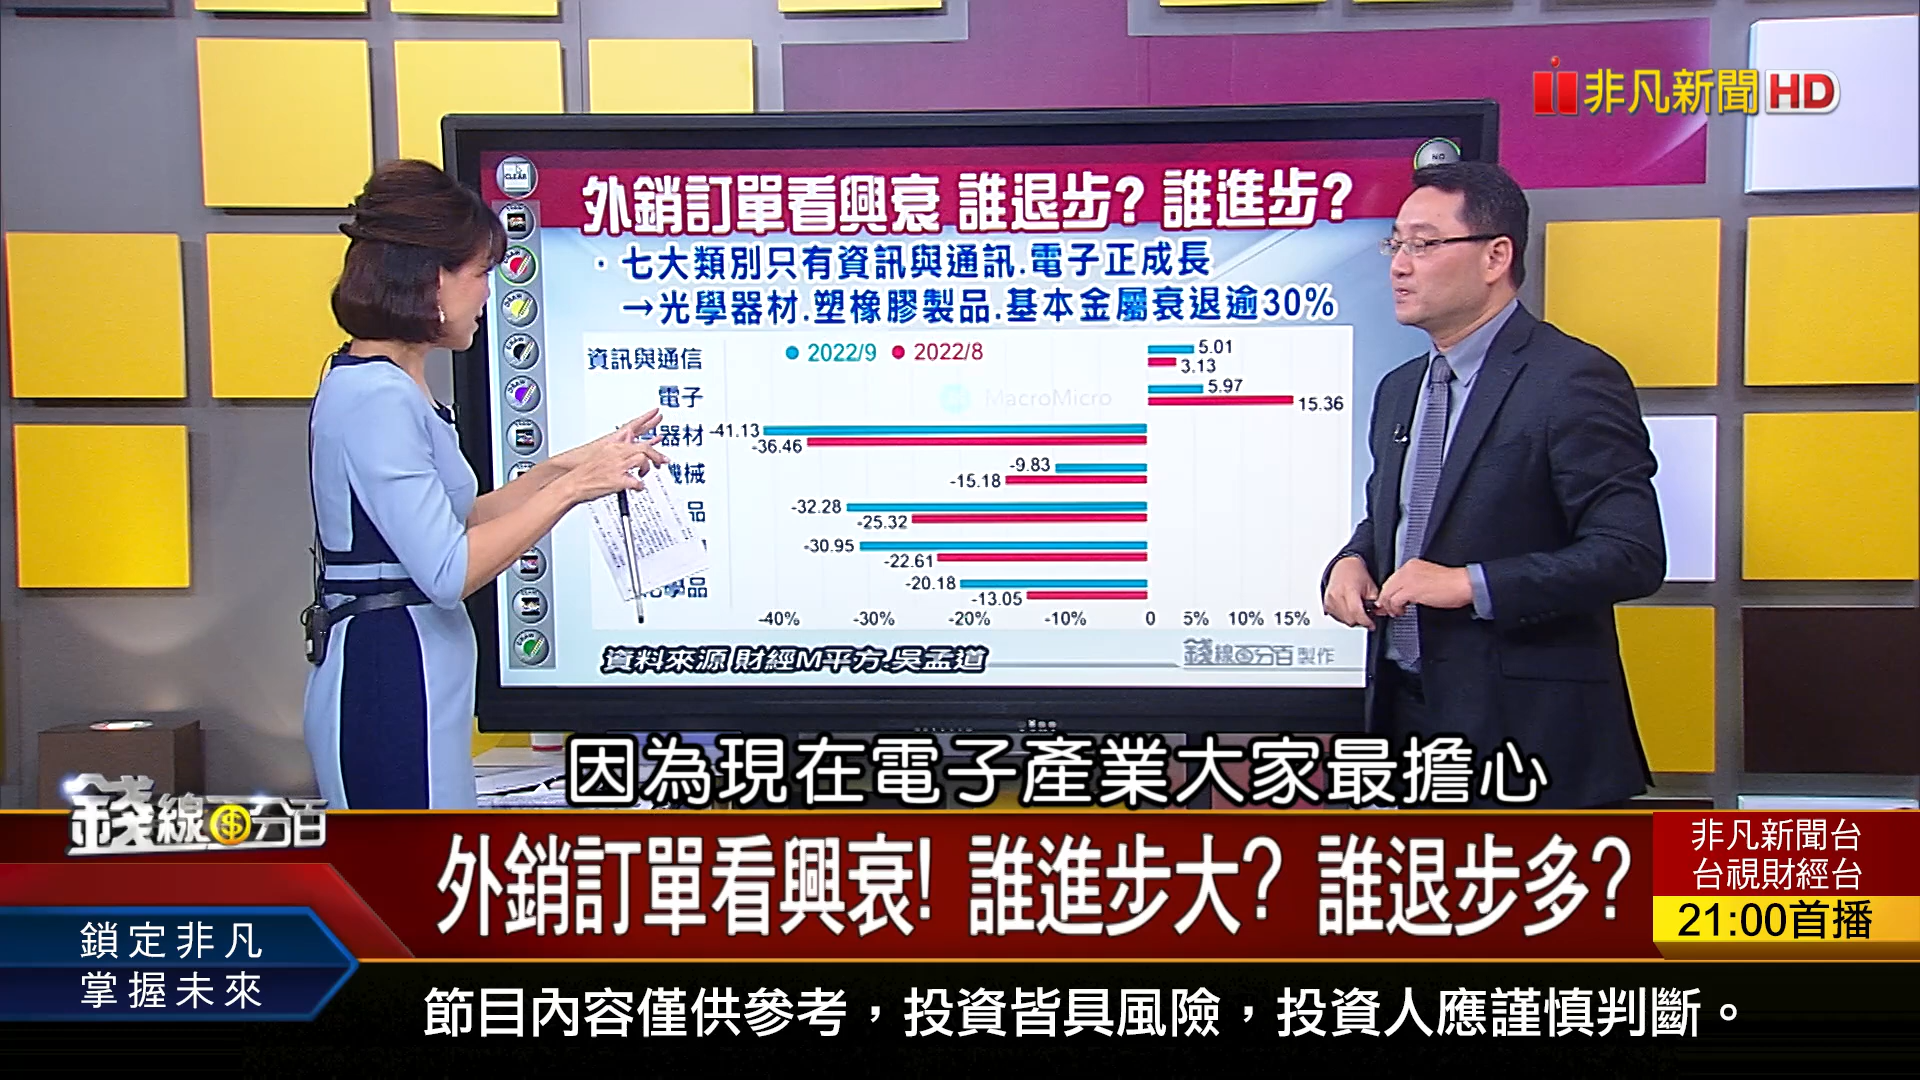 非凡新聞HD
CLEAR
NO
外銷訂單看興衰 誰退步? 誰進步?
・七大類別只有資訊與通訊.電子正成長
→光學器材.塑橡膠製品.基本金屬衰退逾30%
2022/9 2022/8
資訊與通信 5.01
3.13
電子 5.97
15.36
MacroMicro
器材 -41.13
-36.46
機械 -9.83
-15.18
品 -32.28
-25.32
-30.95
-22.61
學品 -20.18
-13.05
-40% -30% -20% -10% 0 5% 10% 15%
資料來源 財經M平方.吳孟道
錢線百分百 製作
因為現在電子產業大家最擔心
錢線百分百
外銷訂單看興衰! 誰進步大? 誰退步多?
非凡新聞台
台視財經台
21:00首播
鎖定非凡
掌握未來
節目內容僅供參考，投資皆具風險，投資人應謹慎判斷。